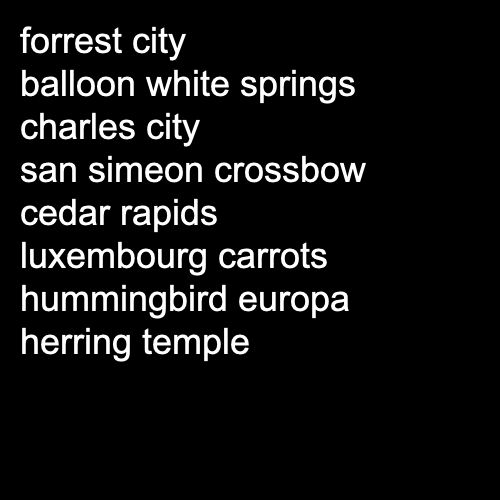 forrest city
balloon white springs
charles city
san simeon crossbow
cedar rapids
luxembourg carrots
hummingbird europa
herring temple